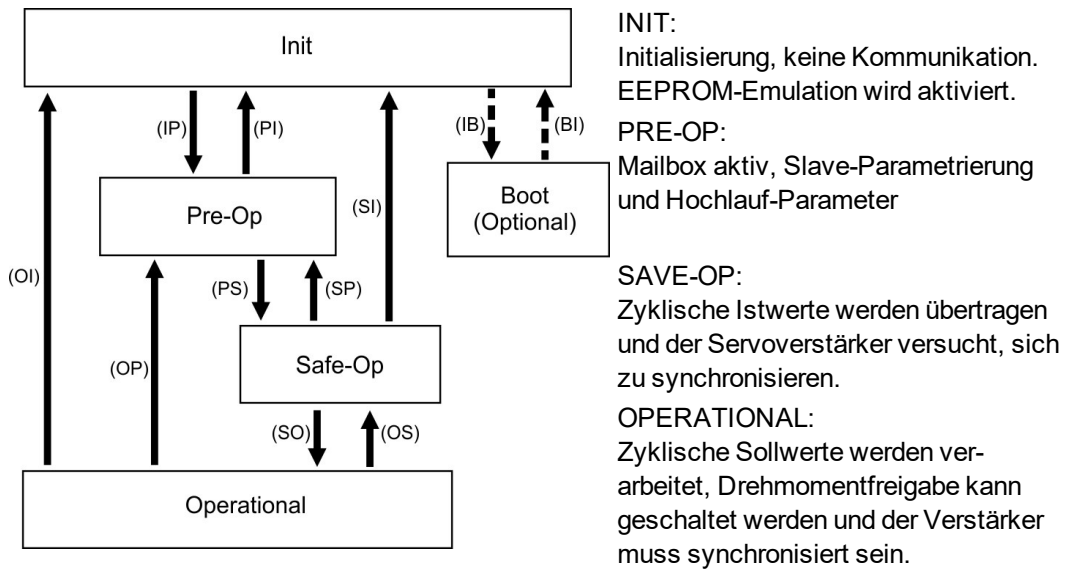 Init
(IP)
(PI)
(IB)
(BI)
Pre-Op
(SI)
Boot
(Optional)
(OI)
(PS)
(SP)
(OP)
Safe-Op
(SO)
(OS)
Operational
INIT:
Initialisierung, keine Kommunikation.
EEPROM-Emulation wird aktiviert.
PRE-OP:
Mailbox aktiv, Slave-Parametrierung
und Hochlauf-Parameter
SAVE-OP:
Zyklische Istwerte werden übertragen
und der Servoverstärker versucht, sich
zu synchronisieren.
OPERATIONAL:
Zyklische Sollwerte werden ver-
arbeitet, Drehmomentfreigabe kann
geschaltet werden und der Verstärker
muss synchronisiert sein.